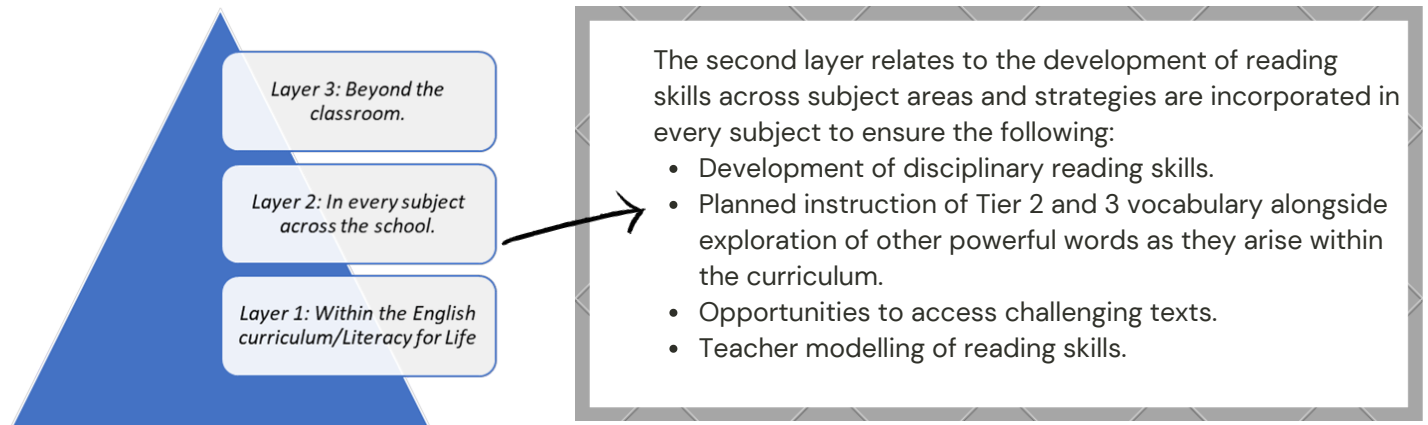 Layer 3: Beyond the
classroom.
Layer 2: In every subject
across the school.
Layer 1: Within the English
curriculum/Literacy for Life
The second layer relates to the development of reading
skills across subject areas and strategies are incorporated in
every subject to ensure the following:
• Development of disciplinary reading skills.
• Planned instruction of Tier 2 and 3 vocabulary alongside
exploration of other powerful words as they arise within
the curriculum.
• Opportunities to access challenging texts.
• Teacher modelling of reading skills.